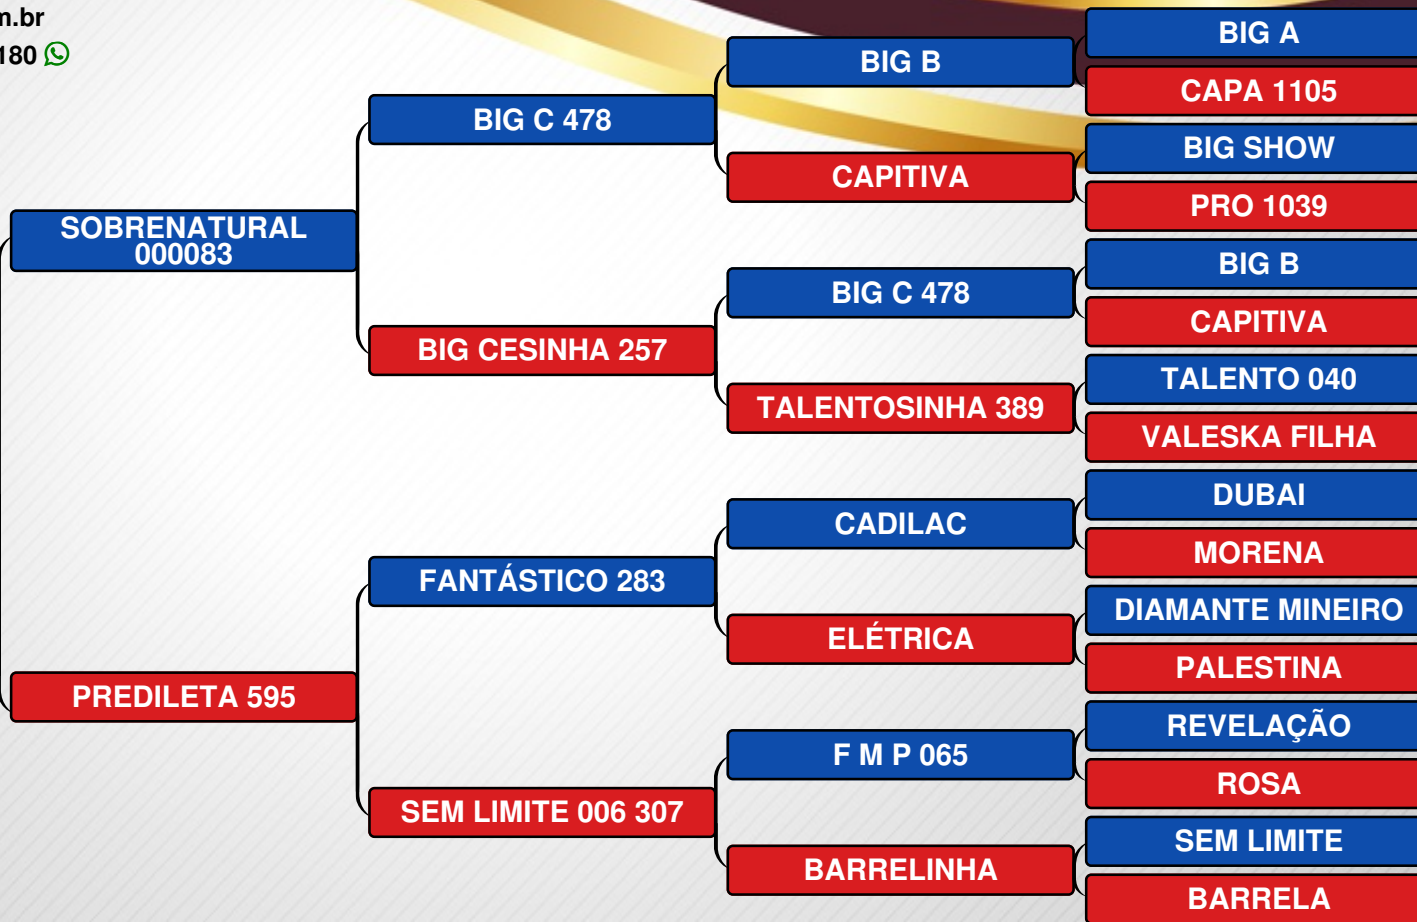 m.br
180
BIG A
BIG B
CAPA 1105
BIG C 478
BIG SHOW
CAPITIVA
PRO 1039
SOBRENATURAL
000083
BIG B
BIG C 478
CAPITIVA
BIG CESINHA 257
TALENTO 040
TALENTOSINHA 389
VALESKA FILHA
DUBAI
CADILAC
MORENA
FANTÁSTICO 283
DIAMANTE MINEIRO
ELÉTRICA
PALESTINA
PREDILETA 595
REVELAÇÃO
F M P 065
ROSA
SEM LIMITE 006 307
SEM LIMITE
BARRELINHA
BARRELA